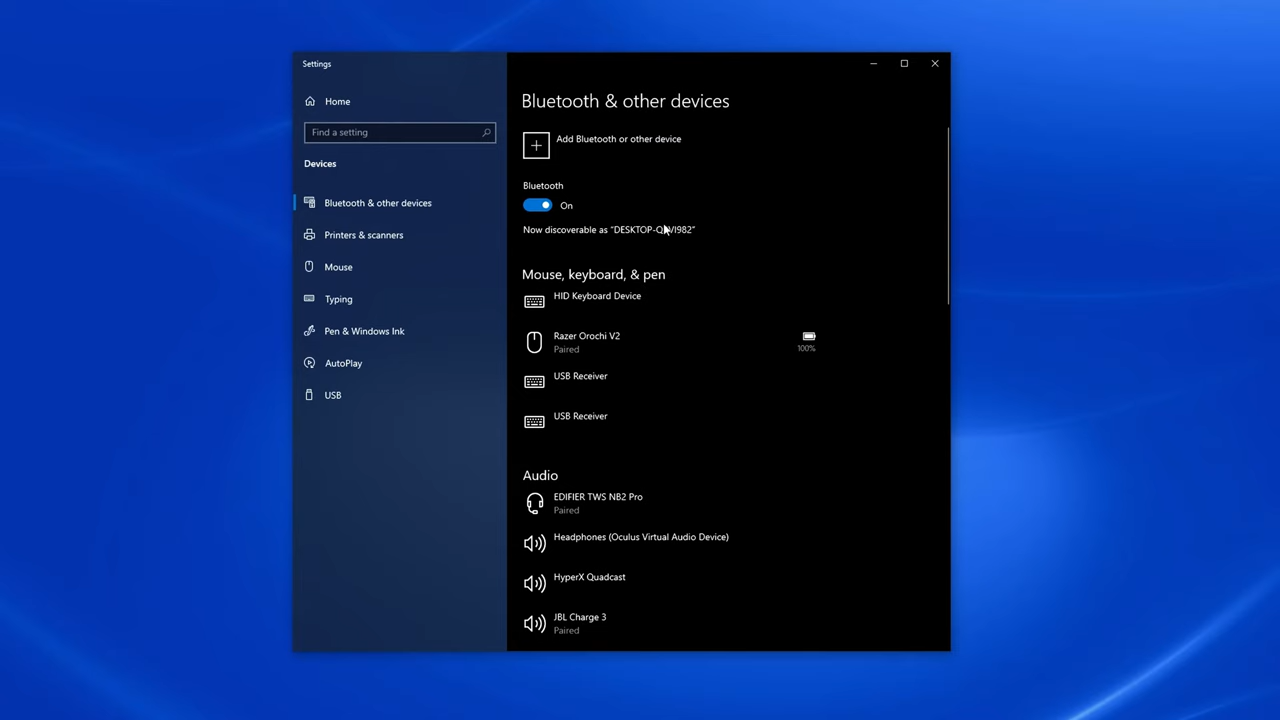 Settings
Home
Find a setting
Devices
Bluetooth & other devices
Printers & scanners
Mouse
Typing
Pen & Windows Ink
AutoPlay
USB
Bluetooth & other devices
Add Bluetooth or other device
Bluetooth
On
Now discoverable as
Mouse, keyboard, & pen
HID Keyboard Device
Razer Orochi V2
Paired
100%
USB Receiver
USB Receiver
Audio
EDIFIER TWS NB2 Pro
Paired
Headphones (Oculus Virtual Audio Device)
HyperX Quadcast
JBL Charge 3
Paired